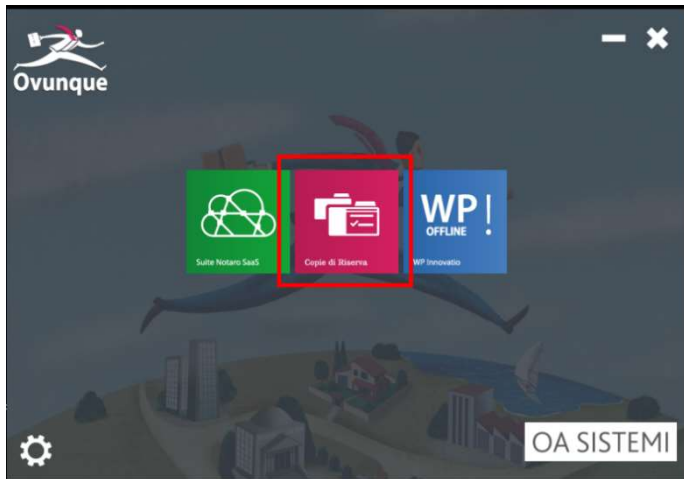 Ovunque
WP!
OFFLINE
Suite Notaro SaaS
Copie di Riserva
WP Innovatio
OA SISTEMI